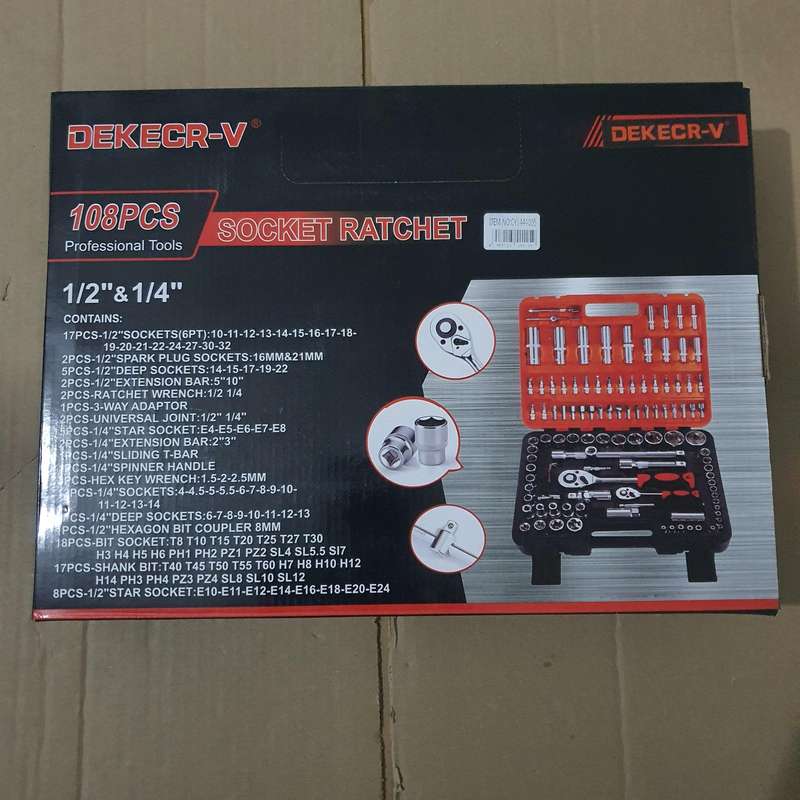 DEKECR-V®
DEKECR-V®
108PCS
Professional Tools
SOCKET RATCHET
1/2"&1/4"
CONTAINS:
17PCS-1/2"SOCKETS(6PT):10-11-12-13-14-15-16-17-18-
19-20-21-22-24-27-30-32
2PCS-1/2"SPARK PLUG SOCKETS:16MM&21MM
5PCS-1/2"DEEP SOCKETS:14-15-17-19-22
2PCS-1/2"EXTENSION BAR:5"10"
2PCS-RATCHET WRENCH:1/2 1/4
1PCS-3-WAY ADAPTOR
2PCS-UNIVERSAL JOINT:1/2" 1/4"
5PCS-1/4"STAR SOCKET:E4-E5-E6-E7-E8
2PCS-1/4"EXTENSION BAR:2"3"
1PCS-1/4"SLIDING T-BAR
1PCS-1/4"SPINNER HANDLE
PCS-HEX KEY WRENCH:1.5-2-2.5MM
PCS-1/4"SOCKETS:4-4.5-5-5.5-6-7-8-9-10-
11-12-13-14
PCS-1/4"DEEP SOCKETS:6-7-8-9-10-11-12-13
PCS-1/2"HEXAGON BIT COUPLER 8MM
18PCS-BIT SOCKET:T8 T10 T15 T20 T25 T27 T30
H3 H4 H5 H6 PH1 PH2 PZ1 PZ2 SL4 SL5.5 Sl7
17PCS-SHANK BIT:T40 T45 T50 T55 T60 H7 H8 H10 H12
H14 PH3 PH4 PZ3 PZ4 SL8 SL10 SL12
8PCS-1/2"STAR SOCKET:E10-E11-E12-E14-E16-E18-E20-E24